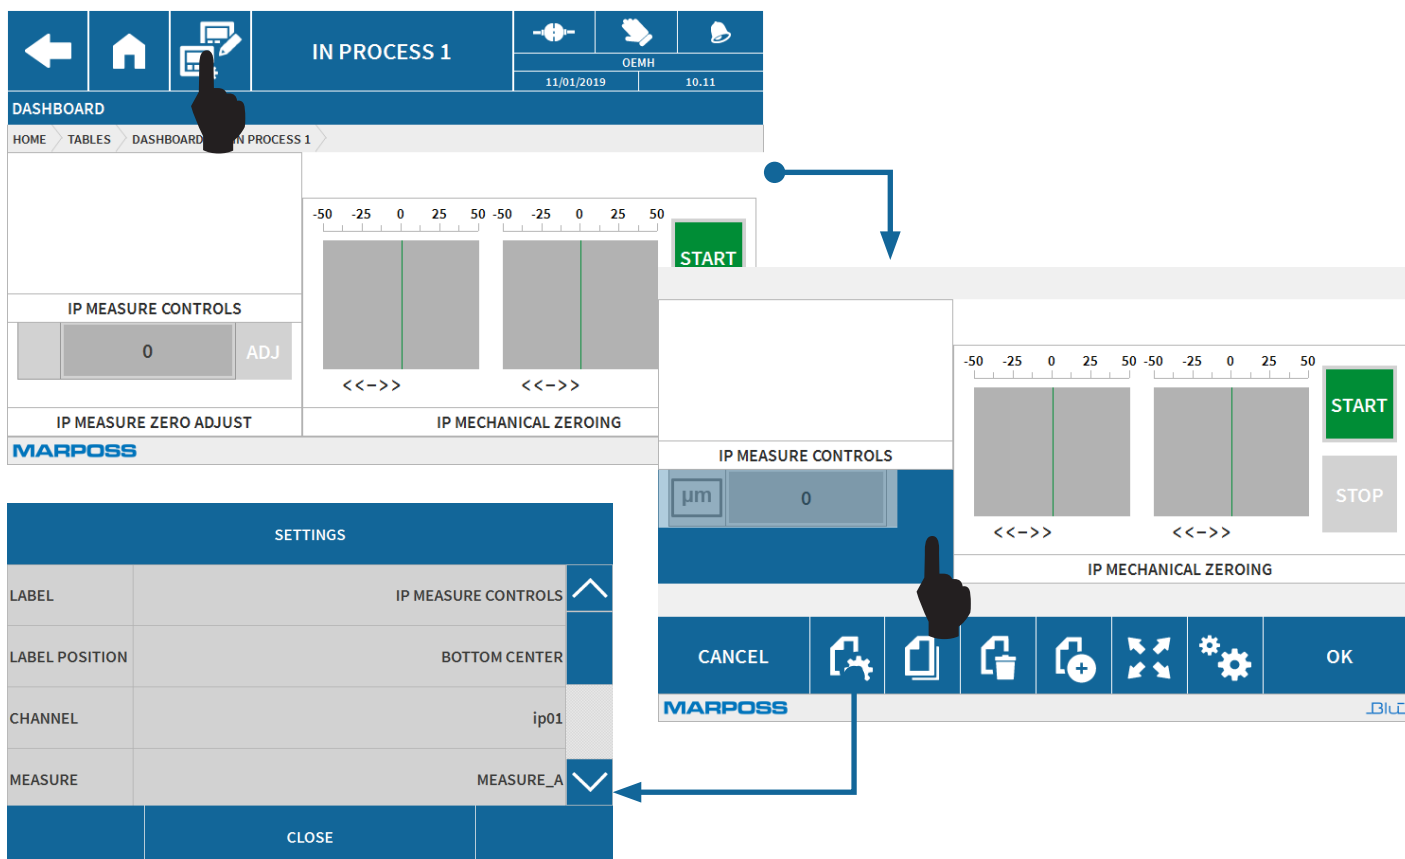 IN PROCESS 1
OEMH
11/01/2019 10.11
DASHBOARD
HOME TABLES DASHBOARD IN PROCESS 1
-50 -25 0 25 50 -50 -25 0 25 50
START
IP MEASURE CONTROLS
0 ADJ
<<->> <<->>
IP MEASURE ZERO ADJUST IP MECHANICAL ZEROING
MARPOSS
-50 -25 0 25 50 -50 -25 0 25 50
START
IP MEASURE CONTROLS
µm 0
STOP
<<->> <<->>
IP MECHANICAL ZEROING
CANCEL OK
MARPOSS
SETTINGS
LABEL IP MEASURE CONTROLS
LABEL POSITION BOTTOM CENTER
CHANNEL ip01
MEASURE MEASURE_A
CLOSE